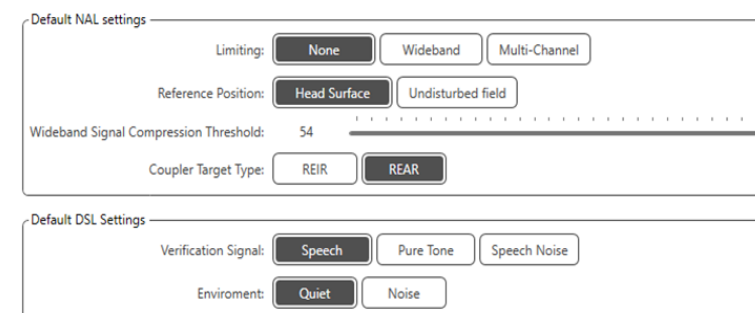 Default NAL settings
Limiting: None Wideband Multi-Channel
Reference Position: Head Surface Undisturbed field
Wideband Signal Compression Threshold: 54
Coupler Target Type: REIR REAR
Default DSL Settings
Verification Signal: Speech Pure Tone Speech Noise
Enviroment: Quiet Noise